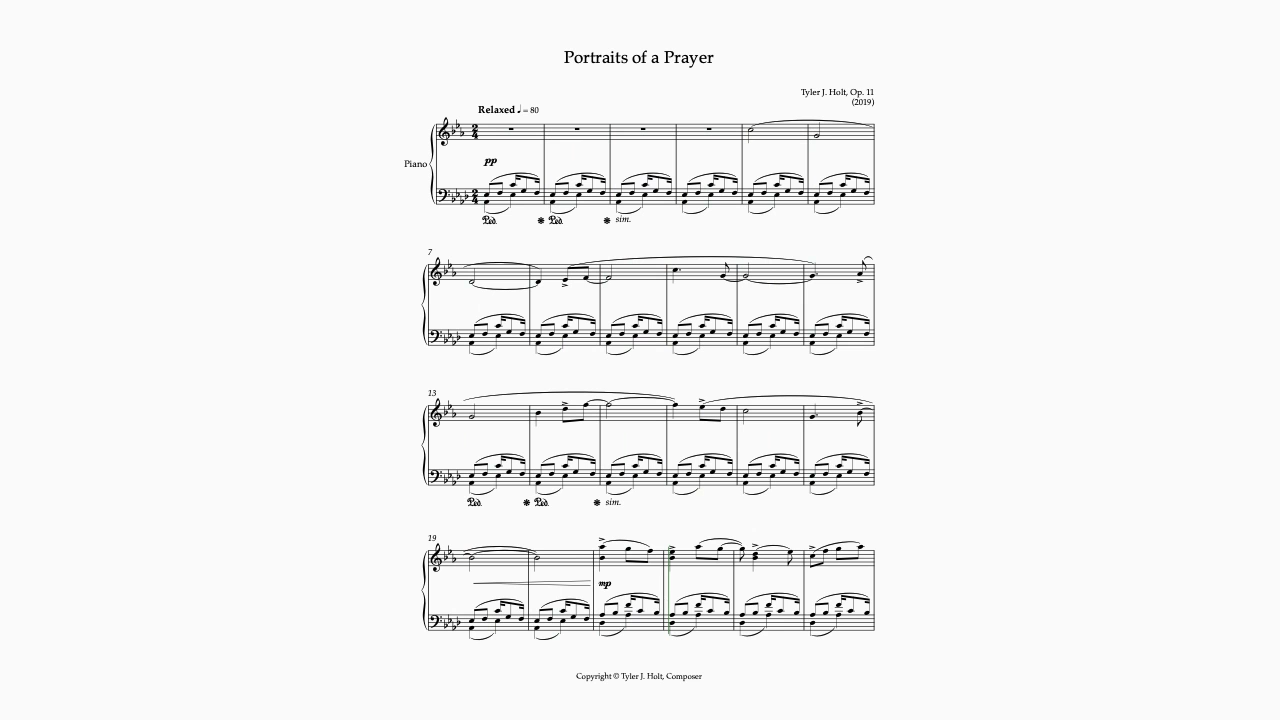 Portraits of a Prayer
Tyler J. Holt, Op. 11
(2019)
Relaxed ♩ = 80
Piano
pp
Ped. Ped. sim.
7
13
Ped. Ped. sim.
19
mp
Copyright © Tyler J. Holt, Composer